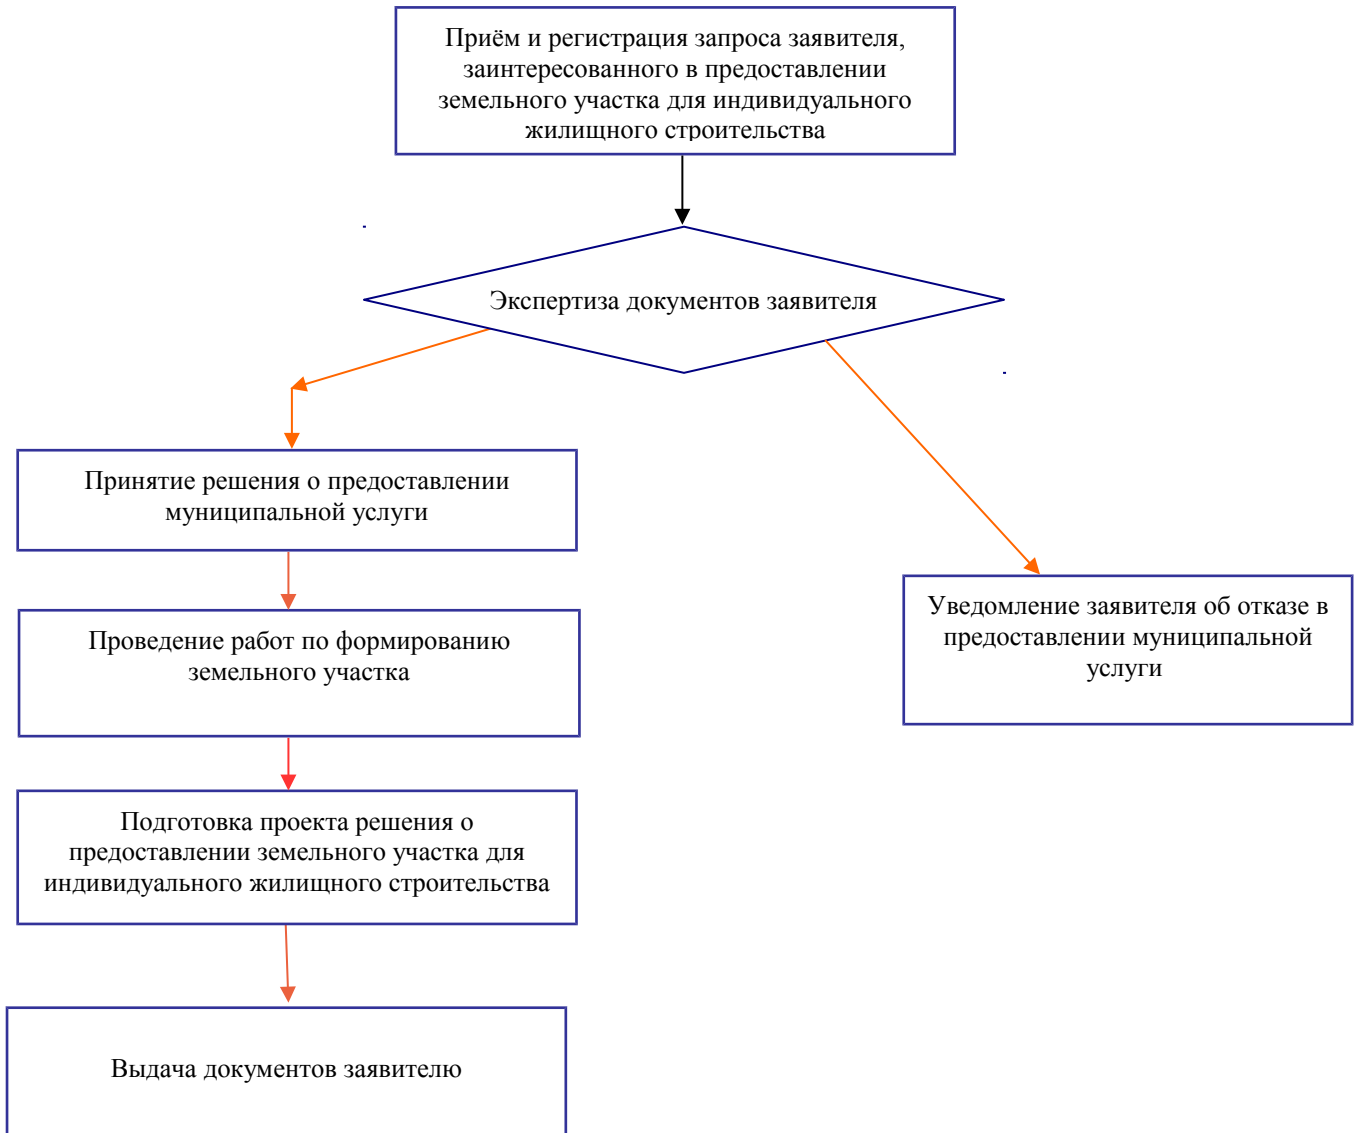 Приём и регистрация запроса заявителя,
заинтересованного в предоставлении
земельного участка для индивидуального
жилищного строительства
Экспертиза документов заявителя
Принятие решения о предоставлении
муниципальной услуги
Проведение работ по формированию
земельного участка
Подготовка проекта решения о
предоставлении земельного участка для
индивидуального жилищного строительства
Выдача документов заявителю
Уведомление заявителя об отказе в
предоставлении муниципальной
услуги